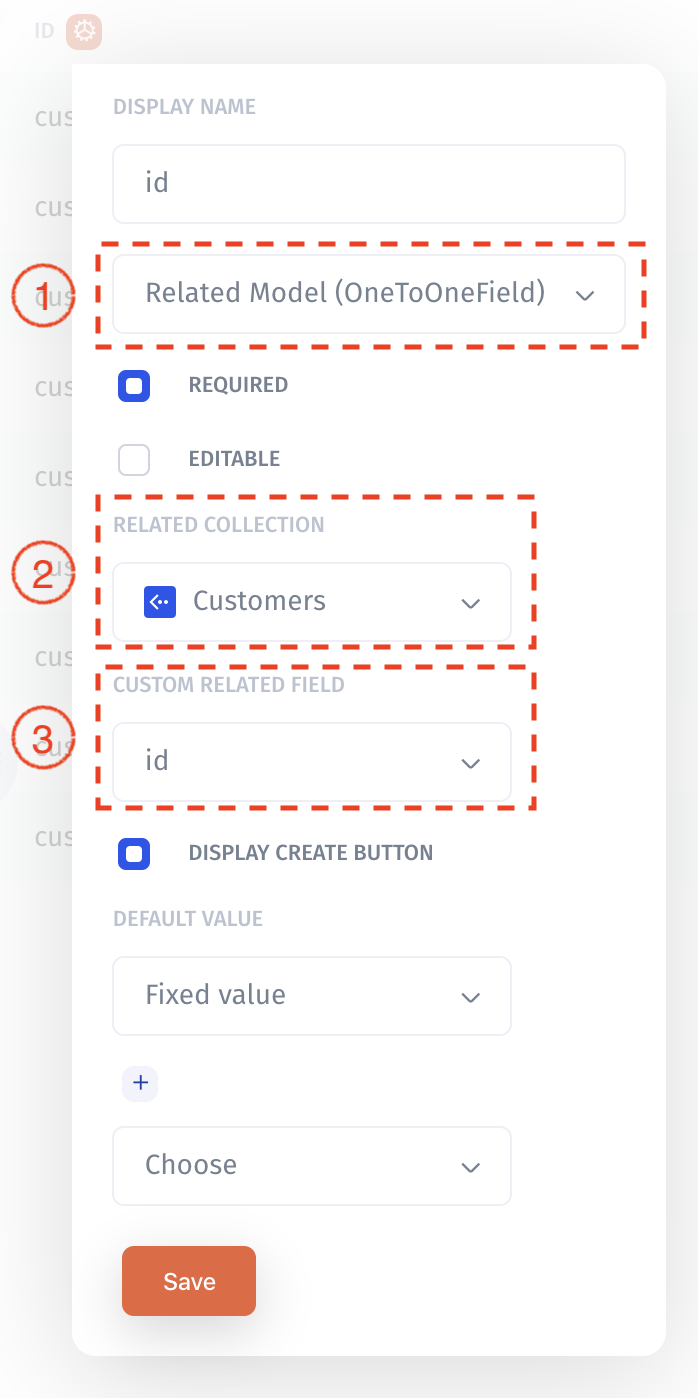 ID
DISPLAY NAME
cus
id
cus
Related Model (OneToOneField)
1
cus
REQUIRED
cus
EDITABLE
cus
RELATED COLLECTION
2
cus
Customers
cus
CUSTOM RELATED FIELD
3
cus
id
cus
DISPLAY CREATE BUTTON
DEFAULT VALUE
Fixed value
+
Choose
Save